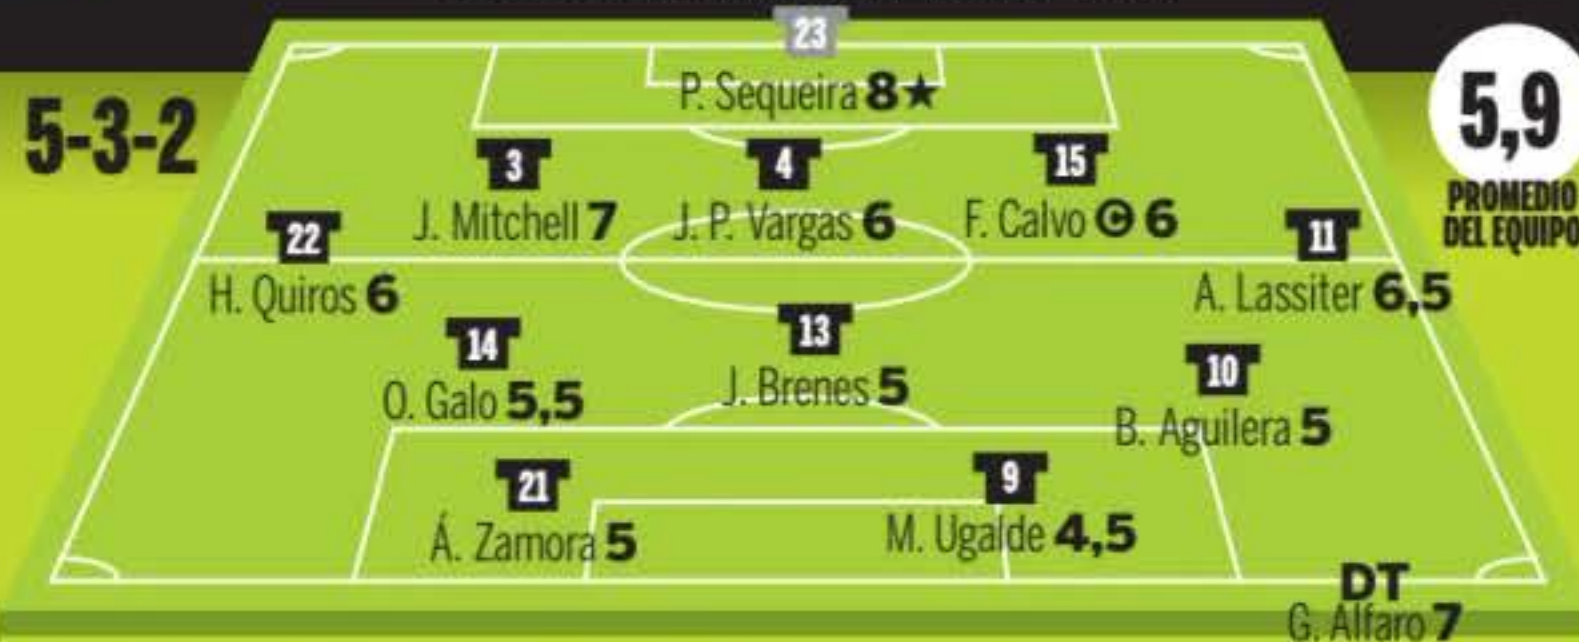 5-3-2
23
P. Sequeira 8★
5,9
PROMEDIO
DEL EQUIPO
3
J. Mitchell 7
4
J. P. Vargas 6
15
F. Calvo © 6
22
H. Quiros 6
11
A. Lassiter 6,5
14
O. Galo 5,5
13
J. Brenes 5
10
B. Aguilera 5
21
Á. Zamora 5
9
M. Ugalde 4,5
DT
G. Alfaro 7